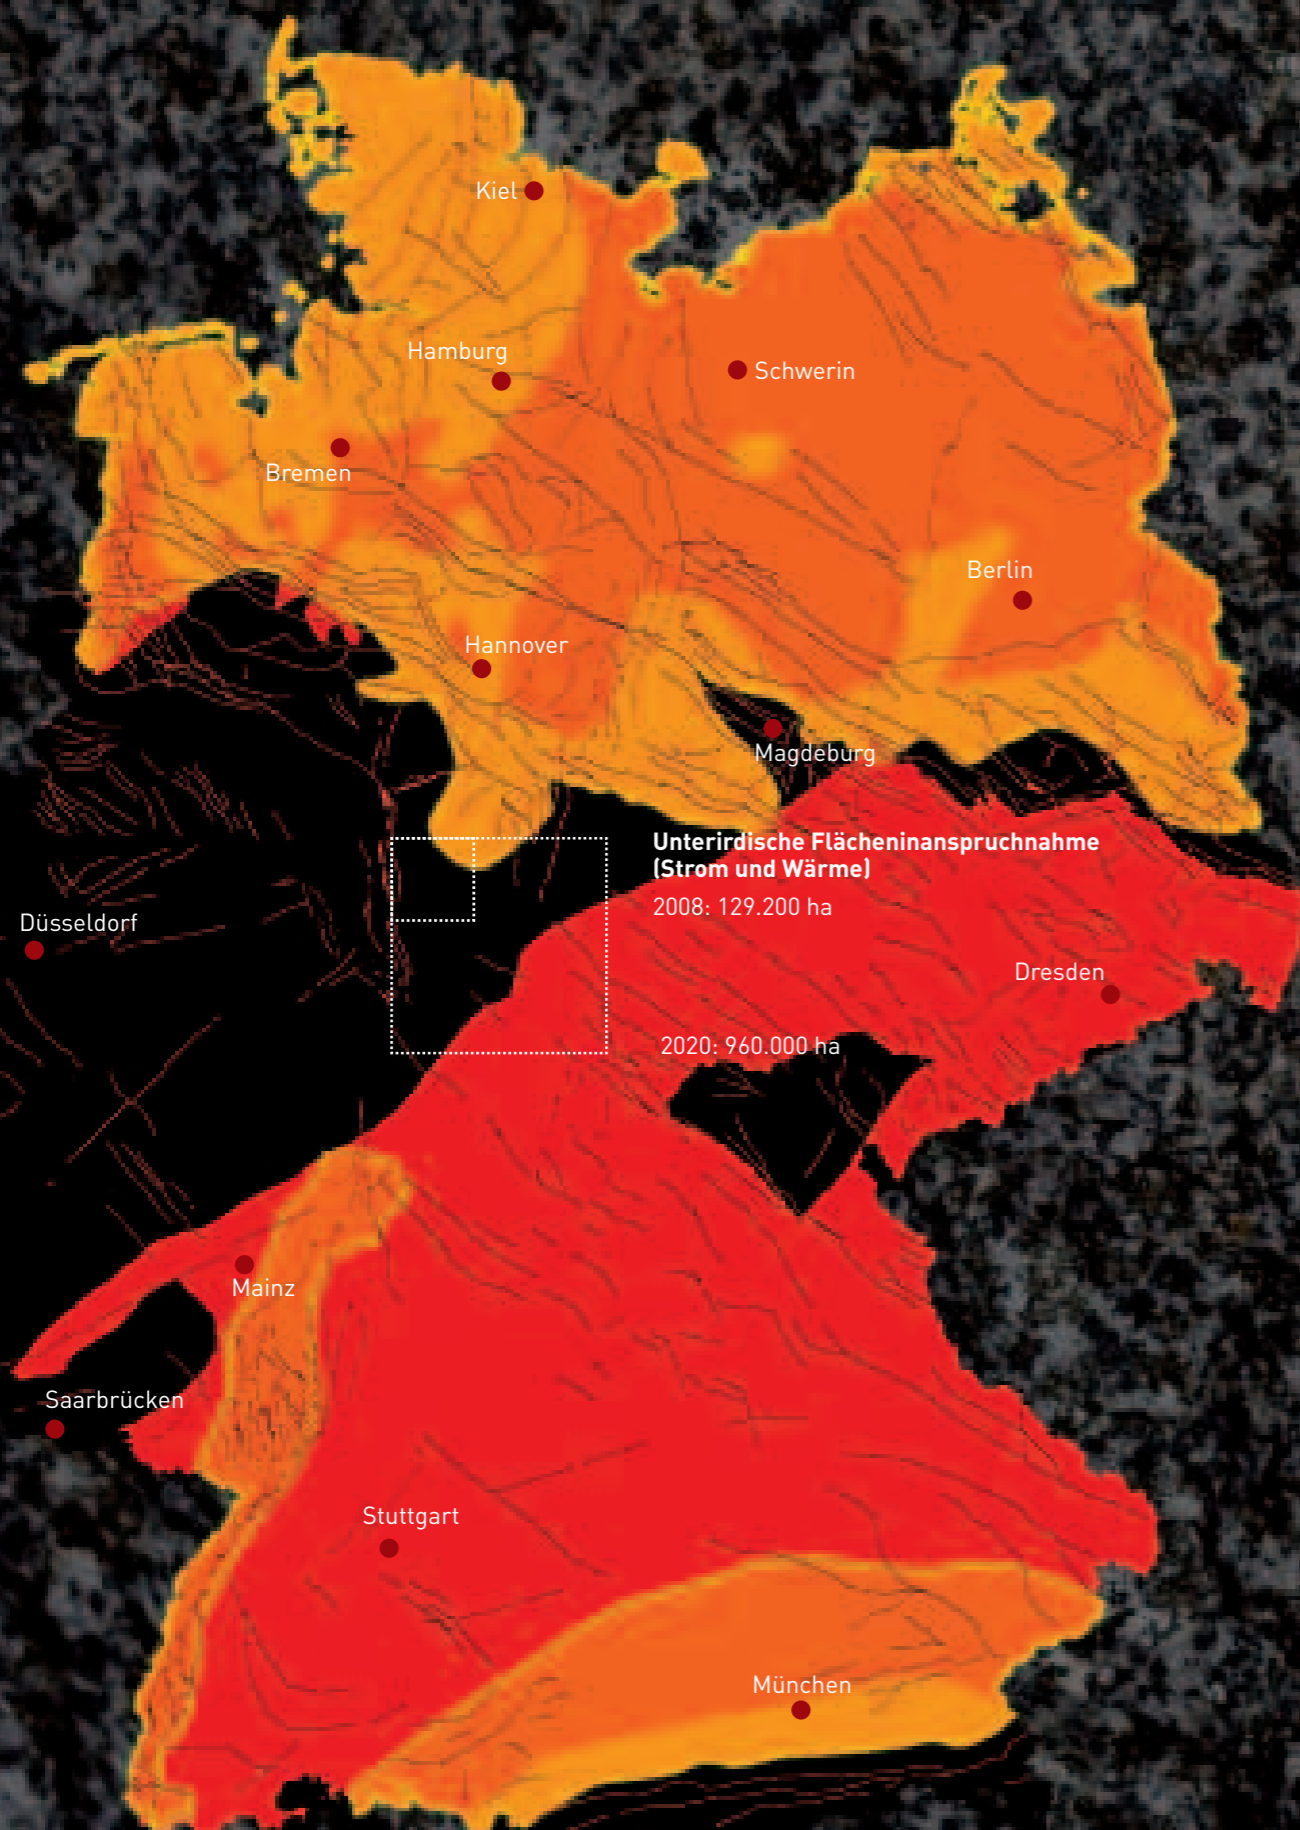 Kiel
Hamburg
Schwerin
Bremen
Berlin
Hannover
Magdeburg
Unterirdische Flächeninanspruchnahme
(Strom und Wärme)
2008: 129.200 ha
Düsseldorf
Dresden
2020: 960.000 ha
Mainz
Saarbrücken
Stuttgart
München